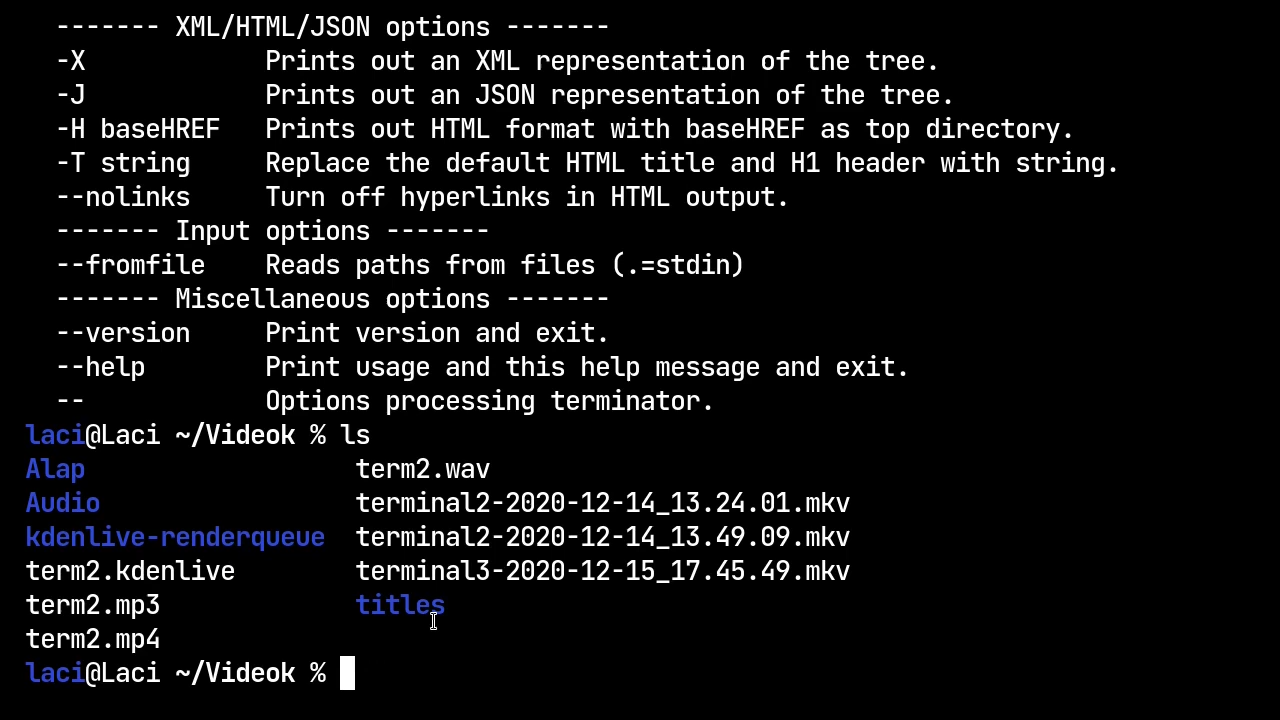 ------- XML/HTML/JSON options -------
-X            Prints out an XML representation of the tree.
-J            Prints out an JSON representation of the tree.
-H baseHREF   Prints out HTML format with baseHREF as top directory.
-T string     Replace the default HTML title and H1 header with string.
--nolinks     Turn off hyperlinks in HTML output.
------- Input options -------
--fromfile    Reads paths from files (.=stdin)
------- Miscellaneous options -------
--version     Print version and exit.
--help        Print usage and this help message and exit.
--            Options processing terminator.
laci@Laci ~/Videok % ls
Alap                  term2.wav
Audio                 terminal2-2020-12-14_13.24.01.mkv
kdenlive-renderqueue  terminal2-2020-12-14_13.49.09.mkv
term2.kdenlive        terminal3-2020-12-15_17.45.49.mkv
term2.mp3             titles
term2.mp4
laci@Laci ~/Videok %